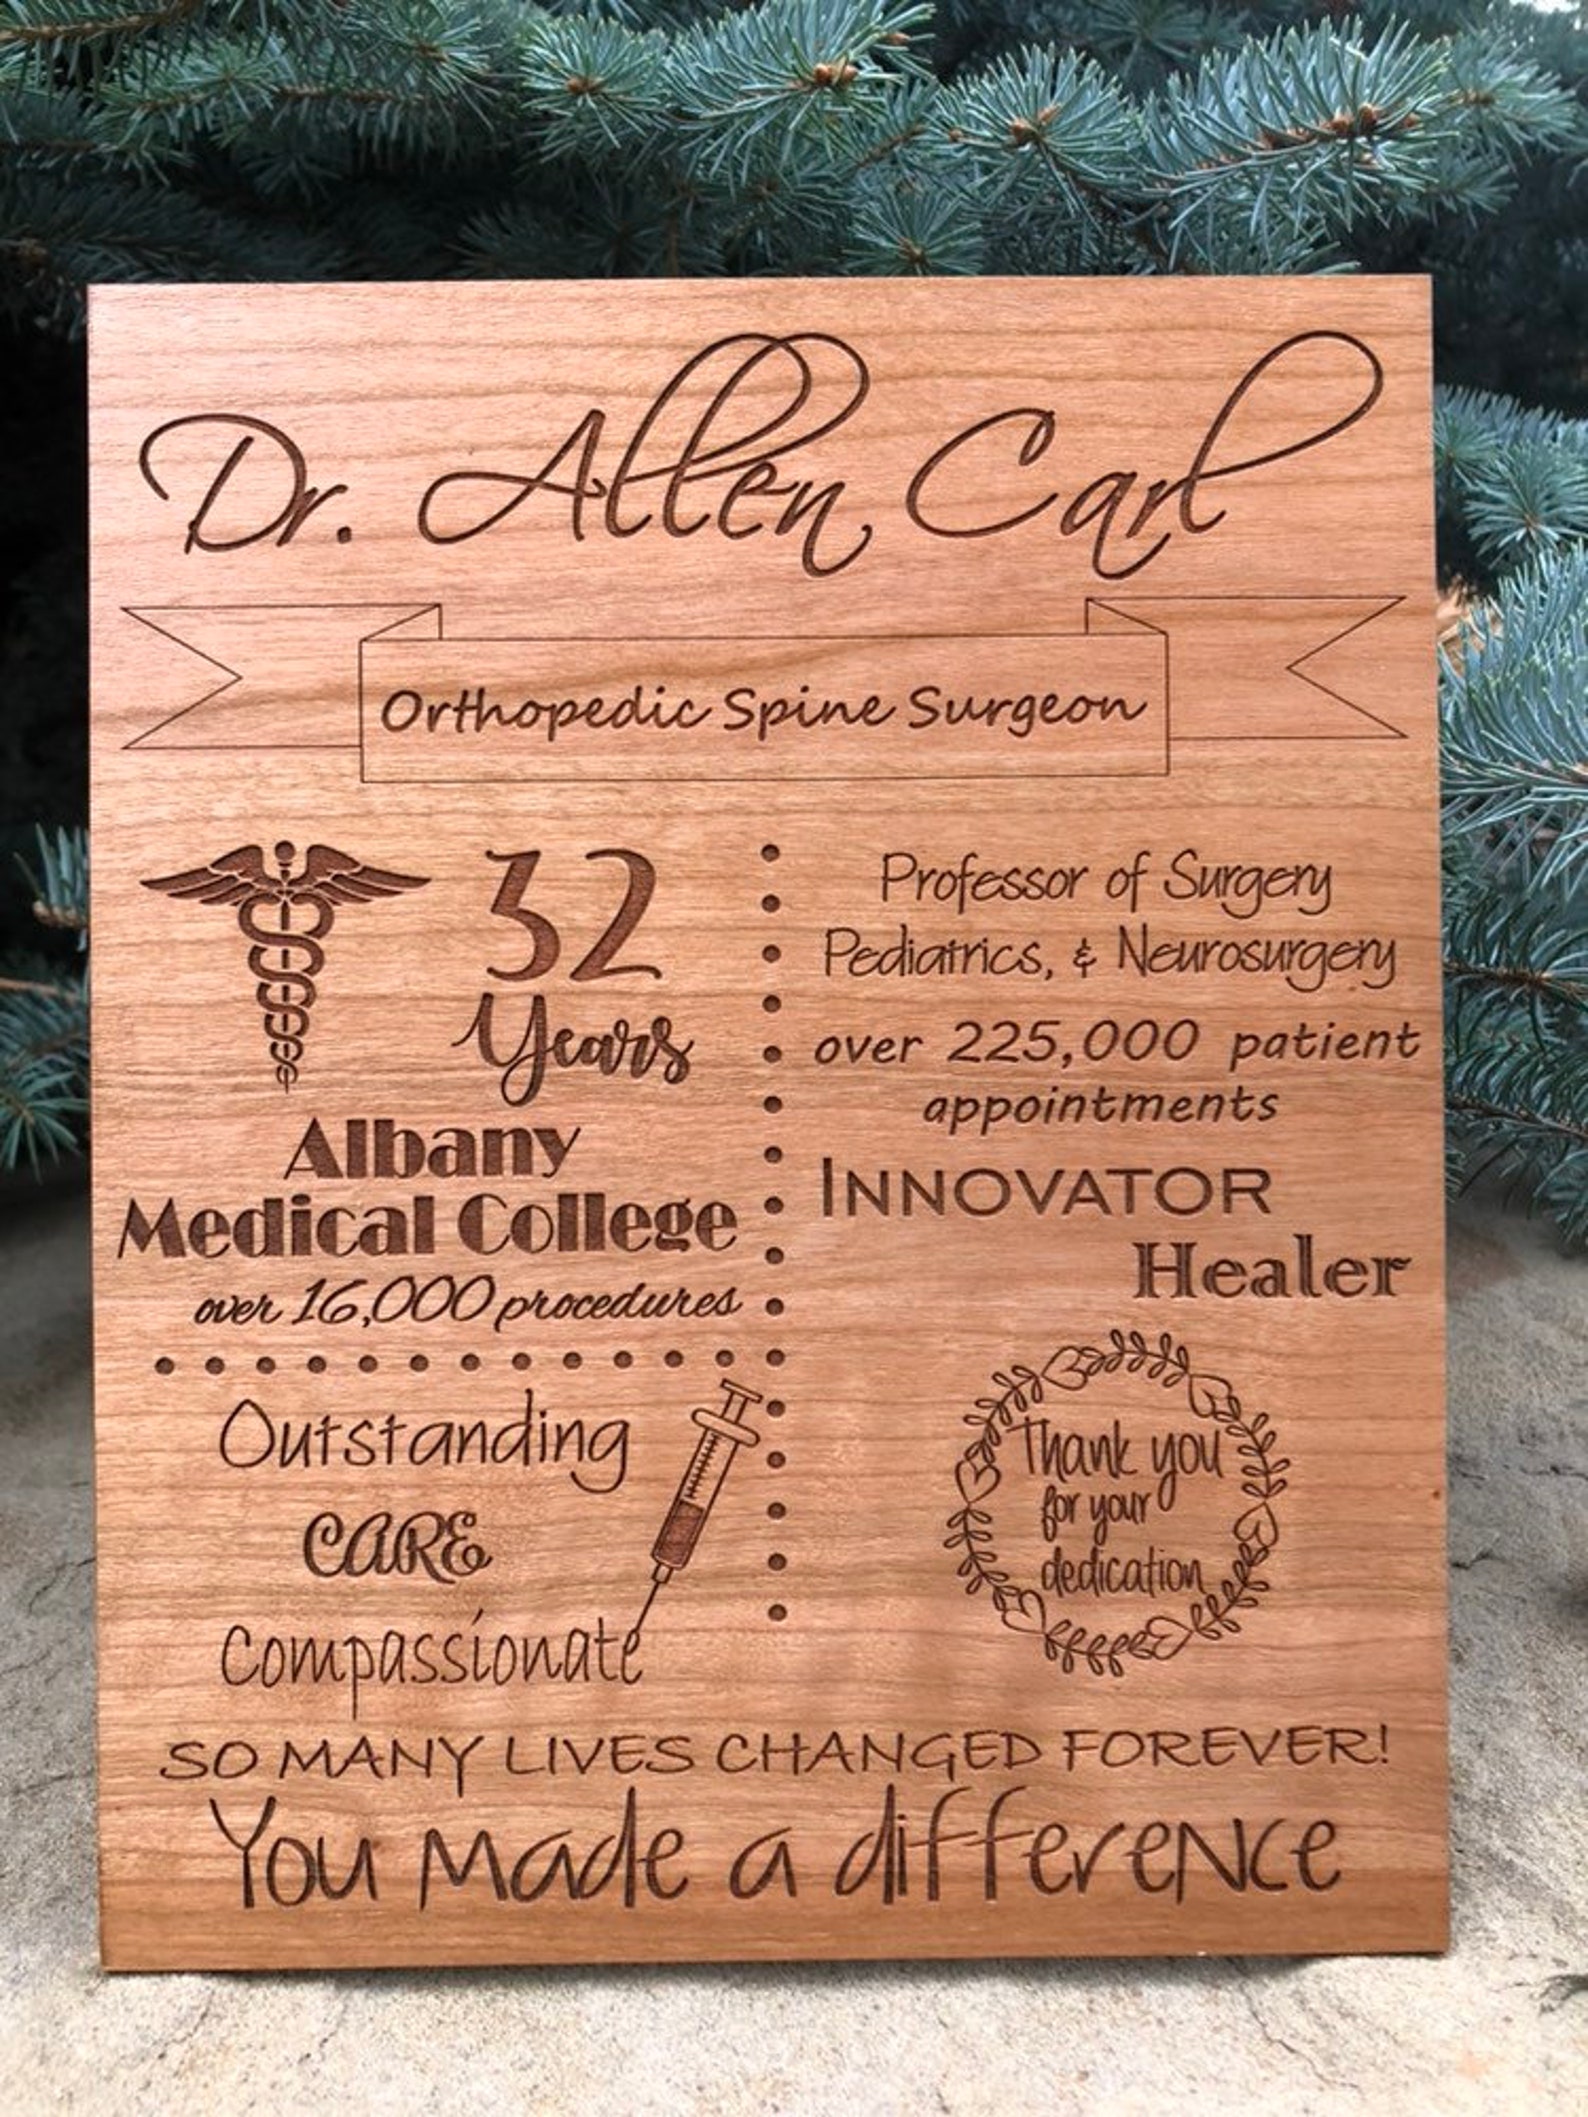 Dr. Allen Carl
Orthopedic Spine Surgeon
32
Years
Albany
Medical College
over 16,000 procedures
Outstanding
CARE
Compassionate
Professor of Surgery
Pediatrics, & Neurosurgery
over 225,000 patient
appointments
INNOVATOR
Healer
Thank you
for your
dedication
SO MANY LIVES CHANGED FOREVER!
You made a difference